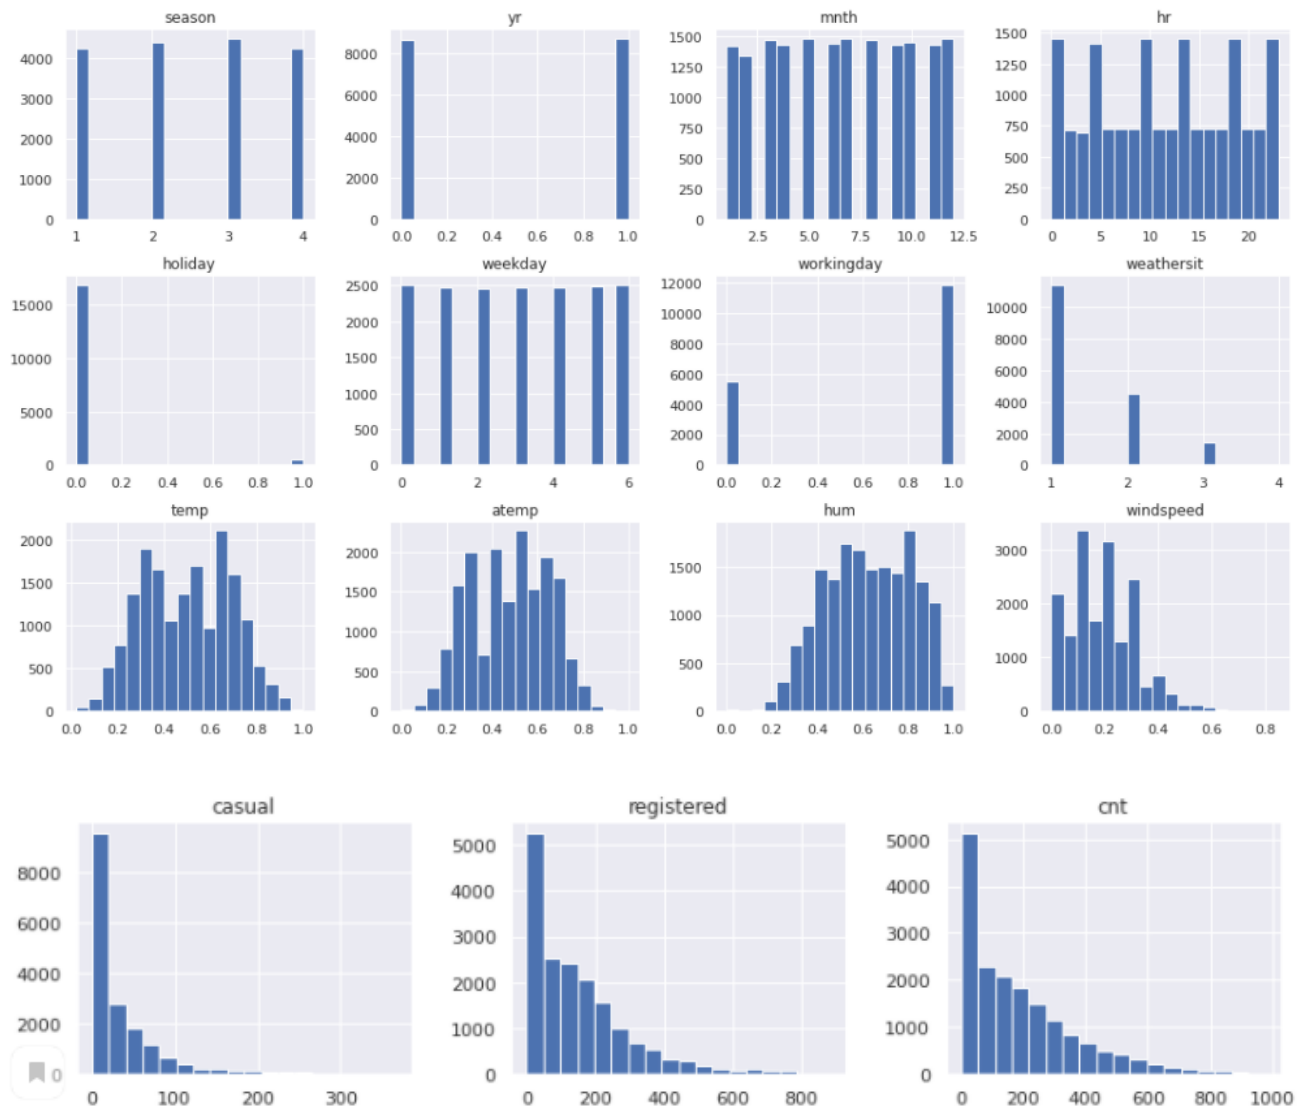 season yr mnth hr
4000 3000 2000 1000 0
1 2 3 4
8000 6000 4000 2000 0
0.0 0.2 0.4 0.6 0.8 1.0
1500 1250 1000 750 500 250 0
2.5 5.0 7.5 10.0 12.5
1500 1250 1000 750 500 250 0
0 5 10 15 20
holiday weekday workingday weathersit
15000 10000 5000 0
0.0 0.2 0.4 0.6 0.8 1.0
2500 2000 1500 1000 500 0
0 2 4 6
12000 10000 8000 6000 4000 2000 0
0.0 0.2 0.4 0.6 0.8 1.0
10000 8000 6000 4000 2000 0
1 2 3 4
temp atemp hum windspeed
2000 1500 1000 500 0
0.0 0.2 0.4 0.6 0.8 1.0
2000 1500 1000 500 0
0.0 0.2 0.4 0.6 0.8 1.0
1500 1000 500 0
0.0 0.2 0.4 0.6 0.8 1.0
3000 2000 1000 0
0.0 0.2 0.4 0.6 0.8
casual registered cnt
8000 6000 4000 2000 0
0 100 200 300
5000 4000 3000 2000 1000 0
0 200 400 600 800
5000 4000 3000 2000 1000 0
0 200 400 600 800 1000